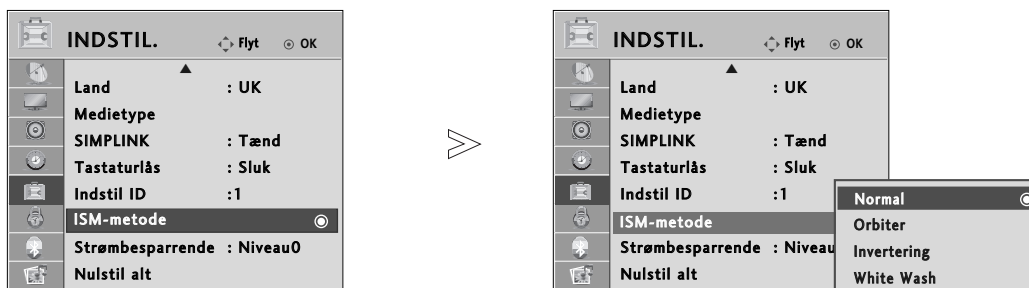 INDSTIL. Flyt OK
Land : UK
Medietype
SIMPLINK : Tænd
Tastaturlås : Sluk
Indstil ID :1
ISM-metode
Strømbesparrende : Niveau0
Nulstil alt
INDSTIL. Flyt OK
Land : UK
Medietype
SIMPLINK : Tænd
Tastaturlås : Sluk
Indstil ID :1
ISM-metode
Strømbesparrende : Niveau
Nulstil alt
Normal
Orbiter
Invertering
White Wash